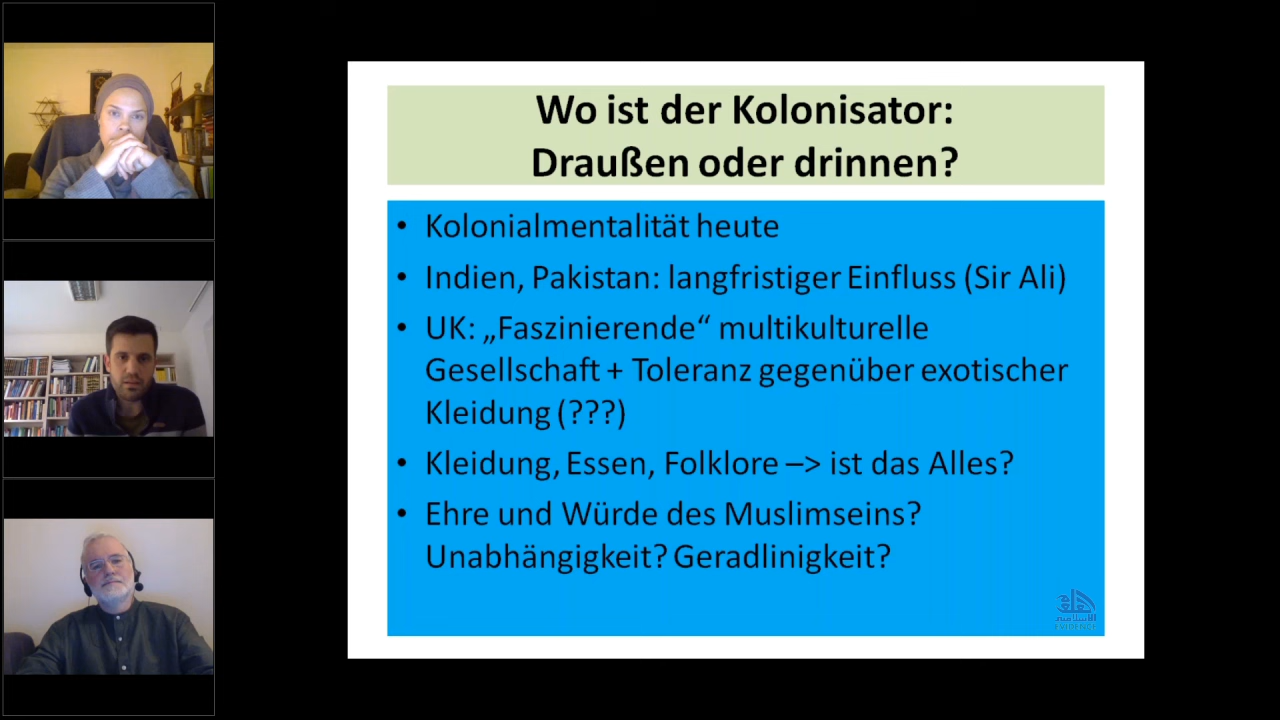 Wo ist der Kolonisator:
Draußen oder drinnen?
• Kolonialmentalität heute
• Indien, Pakistan: langfristiger Einfluss (Sir Ali)
• UK: „Faszinierende“ multikulturelle
Gesellschaft + Toleranz gegenüber exotischer
Kleidung (???)
• Kleidung, Essen, Folklore –> ist das Alles?
• Ehre und Würde des Muslimseins?
Unabhängigkeit? Geradlinigkeit?